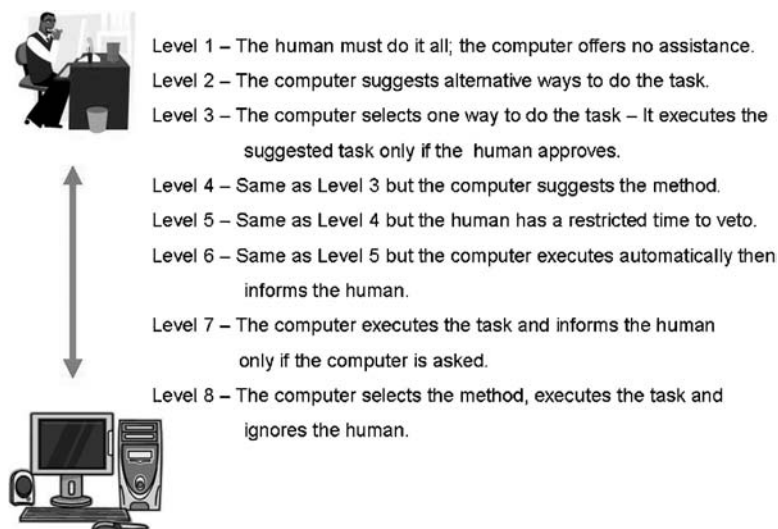 Level 1 – The human must do it all; the computer offers no assistance.
Level 2 – The computer suggests alternative ways to do the task.
Level 3 – The computer selects one way to do the task – It executes the
suggested task only if the human approves.
Level 4 – Same as Level 3 but the computer suggests the method.
Level 5 – Same as Level 4 but the human has a restricted time to veto.
Level 6 – Same as Level 5 but the computer executes automatically then
informs the human.
Level 7 – The computer executes the task and informs the human
only if the computer is asked.
Level 8 – The computer selects the method, executes the task and
ignores the human.